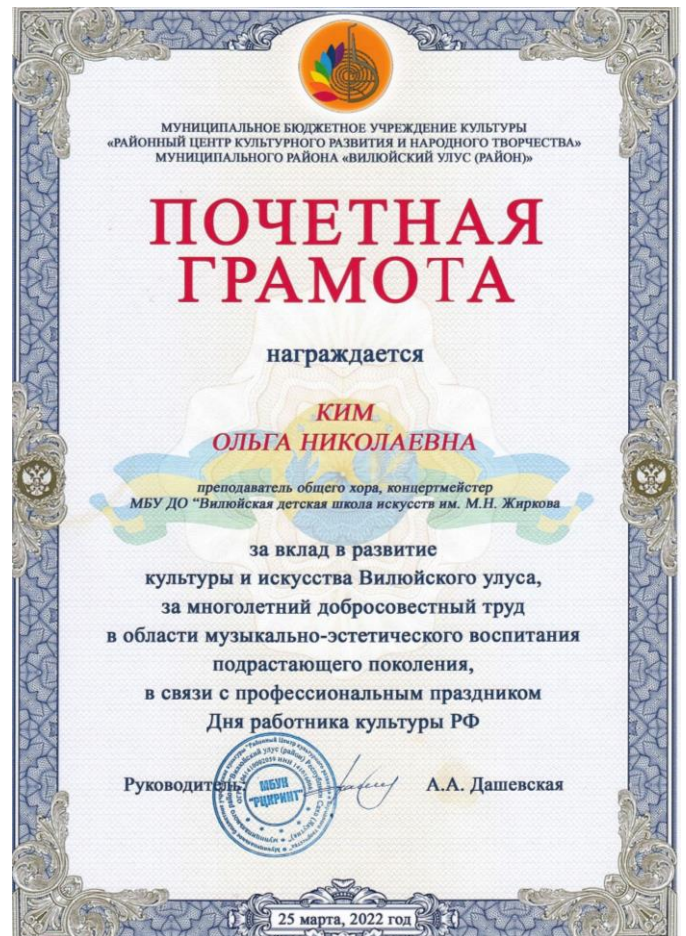 МУНИЦИПАЛЬНОЕ БЮДЖЕТНОЕ УЧРЕЖДЕНИЕ КУЛЬТУРЫ
«РАЙОННЫЙ ЦЕНТР КУЛЬТУРНОГО РАЗВИТИЯ И НАРОДНОГО ТВОРЧЕСТВА»
МУНИЦИПАЛЬНОГО РАЙОНА «ВИЛЮЙСКИЙ УЛУС (РАЙОН)»
ПОЧЕТНАЯ
ГРАМОТА
награждается
КИМ
ОЛЬГА НИКОЛАЕВНА
преподаватель общего хора, концертмейстер
МБУ ДО "Вилюйская детская школа искусств им. М.Н. Жиркова
за вклад в развитие
культуры и искусства Вилюйского улуса,
за многолетний добросовестный труд
в области музыкально-эстетического воспитания
подрастающего поколения,
в связи с профессиональным праздником
Дня работника культуры РФ
Руководитель:
А.А. Дашевская
МБУК
"РЦКРИНТ"
25 марта, 2022 год